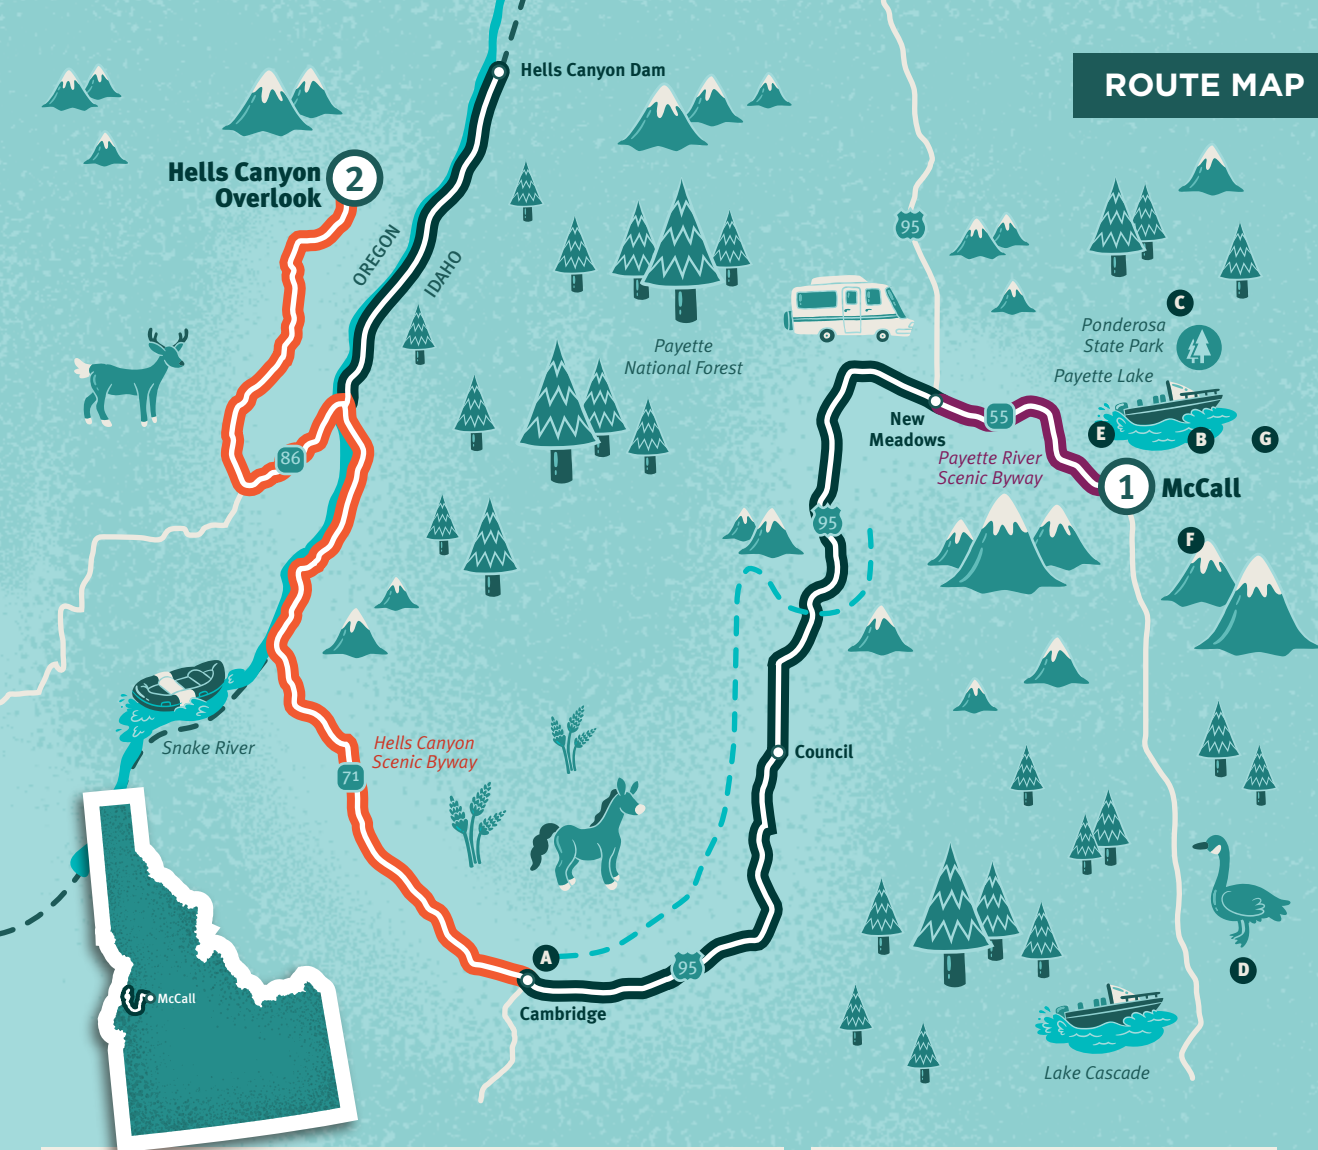 ROUTE MAP
Hells Canyon Dam
Hells Canyon
Overlook
2
OREGON
IDAHO
95
C
Ponderosa
State Park
Payette Lake
Payette
National Forest
New
Meadows
55
E
B
G
Payette River
Scenic Byway
1
McCall
86
95
F
Snake River
Hells Canyon
Scenic Byway
71
Council
A
95
Cambridge
D
Lake Cascade
McCall